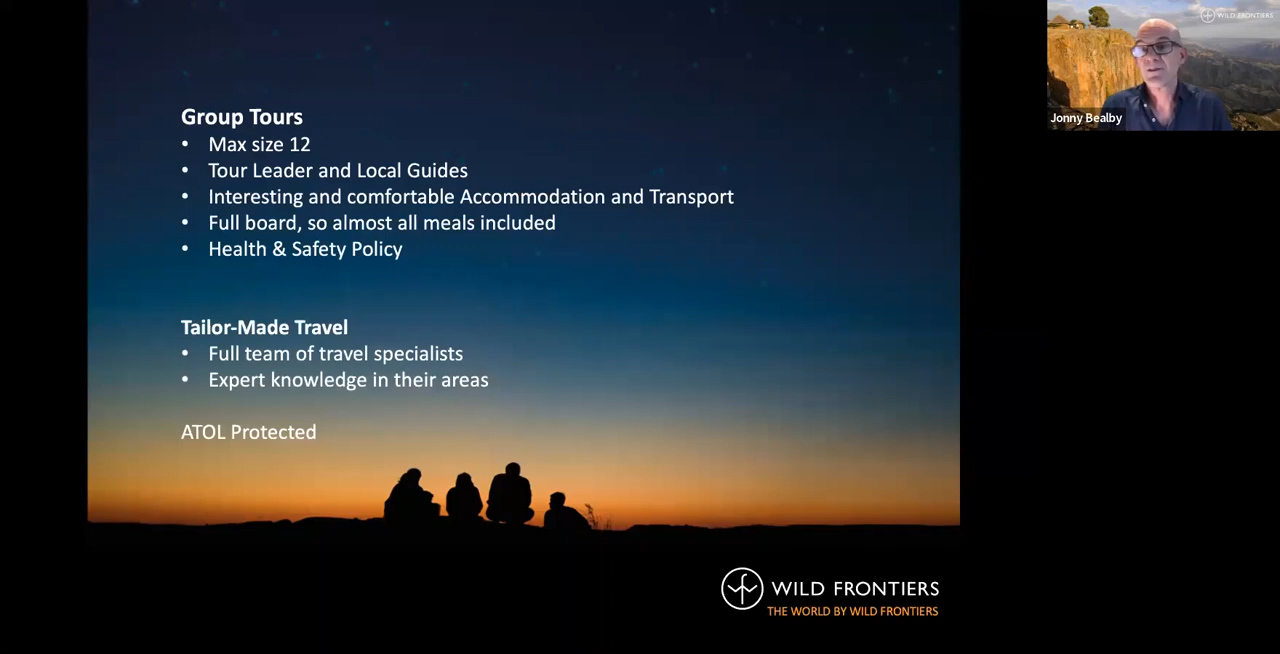 Group Tours
• Max size 12
• Tour Leader and Local Guides
• Interesting and comfortable Accommodation and Transport
• Full board, so almost all meals included
• Health & Safety Policy
Tailor-Made Travel
• Full team of travel specialists
• Expert knowledge in their areas
ATOL Protected
WILD FRONTIERS
THE WORLD BY WILD FRONTIERS
WILD FRONTIERS
Jonny Bealby